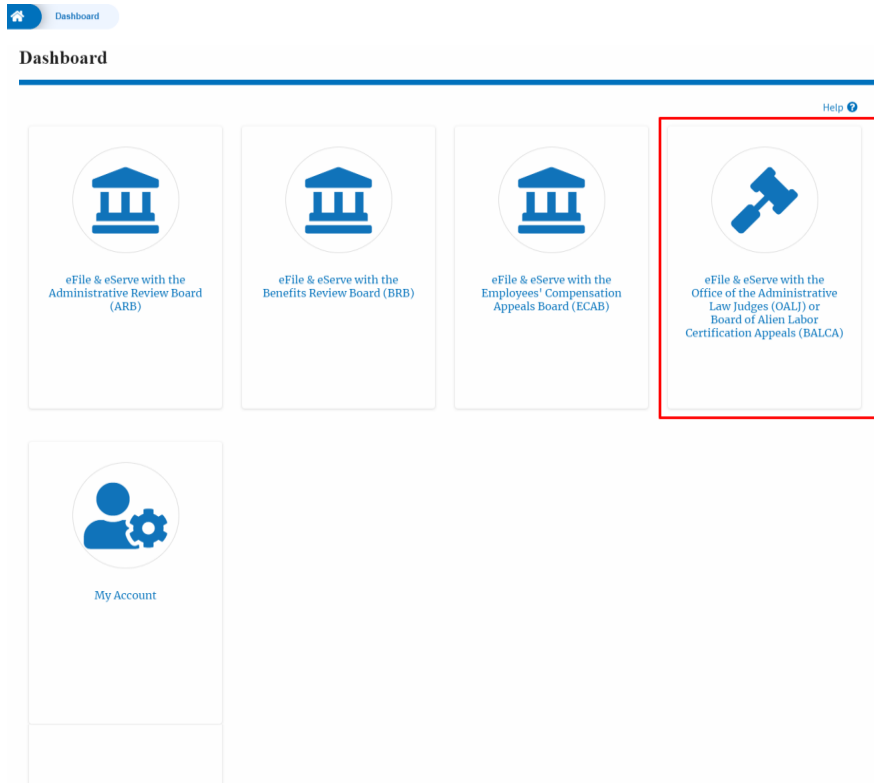 Dashboard
Dashboard
Help
eFile & eServe with the
Administrative Review Board
(ARB)
eFile & eServe with the
Benefits Review Board (BRB)
eFile & eServe with the
Employees' Compensation
Appeals Board (ECAB)
eFile & eServe with the
Office of the Administrative
Law Judges (OALJ) or
Board of Alien Labor
Certification Appeals (BALCA)
My Account